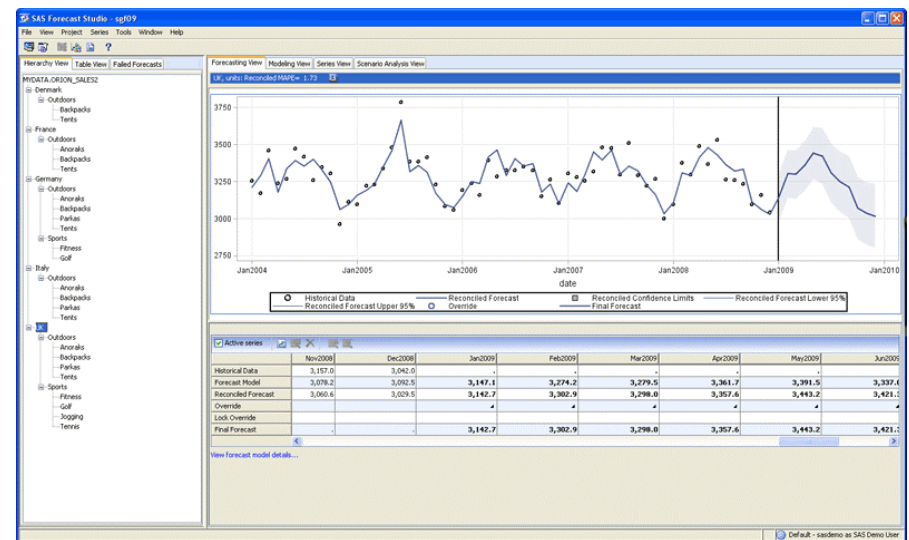 SAS Forecast Studio - sgf09
File View Project Series Tools Window Help
Hierarchy View Table View Failed Forecasts
MYDATA.ORION_SALES2
Denmark
Outdoors
Backpacks
Tents
France
Outdoors
Anoraks
Backpacks
Tents
Germany
Outdoors
Anoraks
Backpacks
Parkas
Tents
Sports
Fitness
Golf
Italy
Outdoors
Anoraks
Backpacks
Parkas
Tents
UK
Outdoors
Anoraks
Backpacks
Parkas
Tents
Sports
Fitness
Golf
Jogging
Tennis
Forecasting View Modeling View Series View Scenario Analysis View
UK, units: Reconciled MAPE= 1.73
3750
3500
3250
3000
2750
Jan2004 Jan2005 Jan2006 Jan2007 Jan2008 Jan2009 Jan2010
date
Historical Data Reconciled Forecast Reconciled Confidence Limits Reconciled Forecast Lower 95%
Reconciled Forecast Upper 95% Override Final Forecast
Active series
Nov2008 Dec2008 Jan2009 Feb2009 Mar2009 Apr2009 May2009 Jun2009
Historical Data 3,157.0 3,042.0 . . . . .
Forecast Model 3,078.2 3,092.5 3,147.1 3,274.2 3,279.5 3,361.7 3,391.5 3,337.
Reconciled Forecast 3,060.6 3,029.5 3,142.7 3,302.9 3,298.0 3,357.6 3,443.2 3,421.
Override
Lock Override
Final Forecast . . 3,142.7 3,302.9 3,298.0 3,357.6 3,443.2 3,421.
View forecast model details...
Default - sasdemo as SAS Demo User